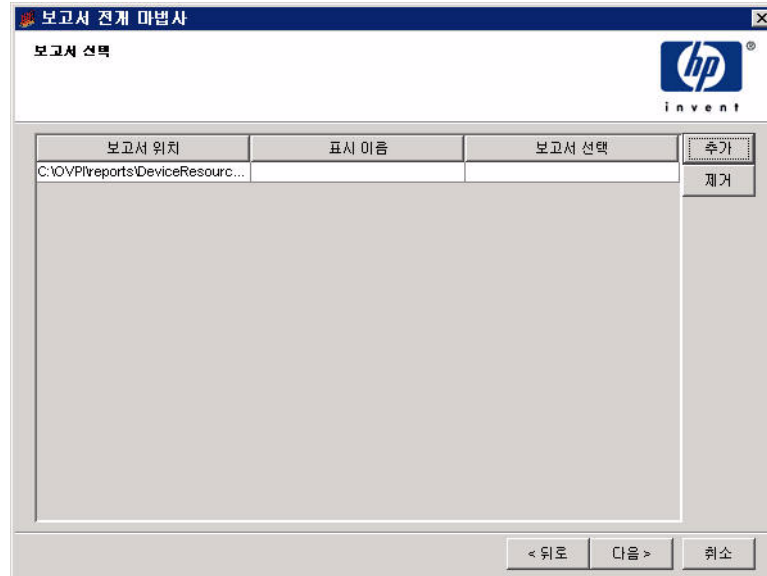 보고서 전개 마법사
보고서 선택
hp
®
invent
보고서 위치 표시 이름 보고서 선택
C:\OVPI\reports\DeviceResourc...
추가
제거
< 뒤로 다음 > 취소